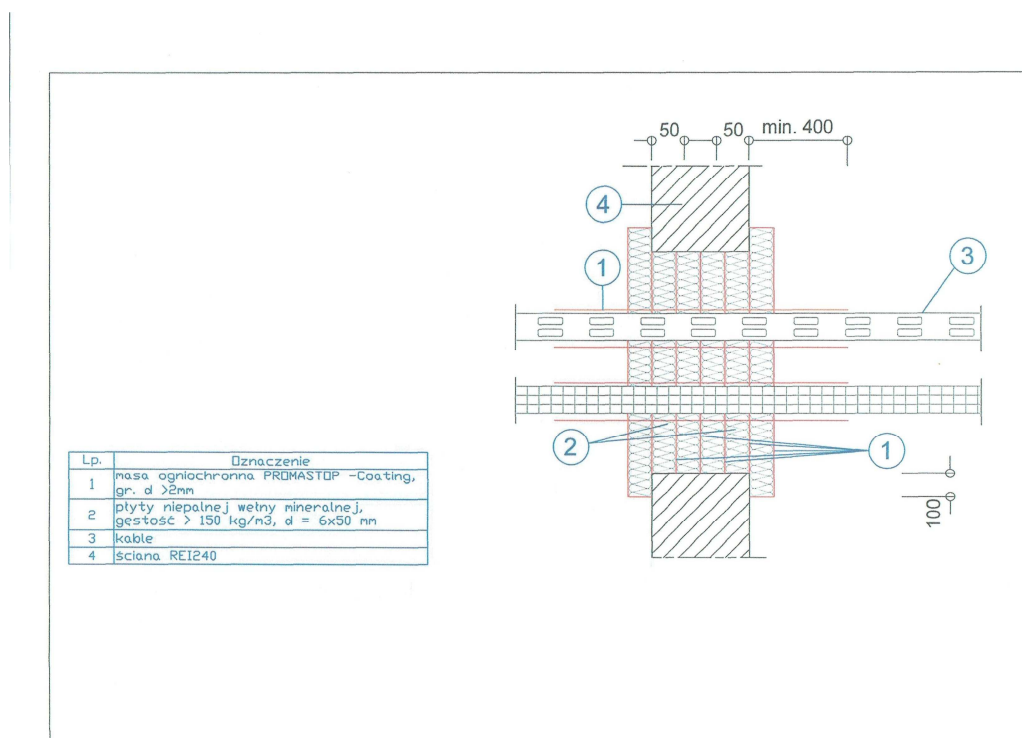 50 50 min. 400
4
1
3
2
1
100
Lp. Oznaczenie
1 masa ogniochronna PROMASTOP -Coating,
gr. d >2mm
2 płyty niepalnej wełny mineralnej,
gęstość > 150 kg/m3, d = 6x50 mm
3 kable
4 ściana REI240